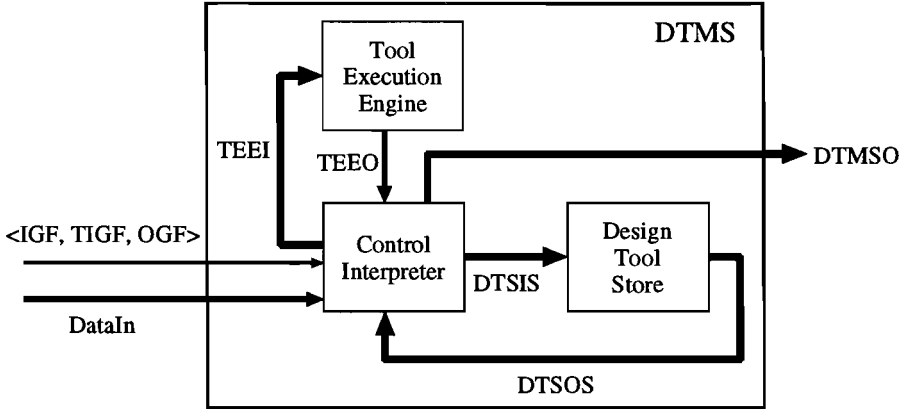 DTMS
Tool
Execution
Engine
TEEI
TEEO
DTMSO
<IGF, TIGF, OGF>
Control
Interpreter
Design
Tool
Store
DTSIS
DataIn
DTSOS